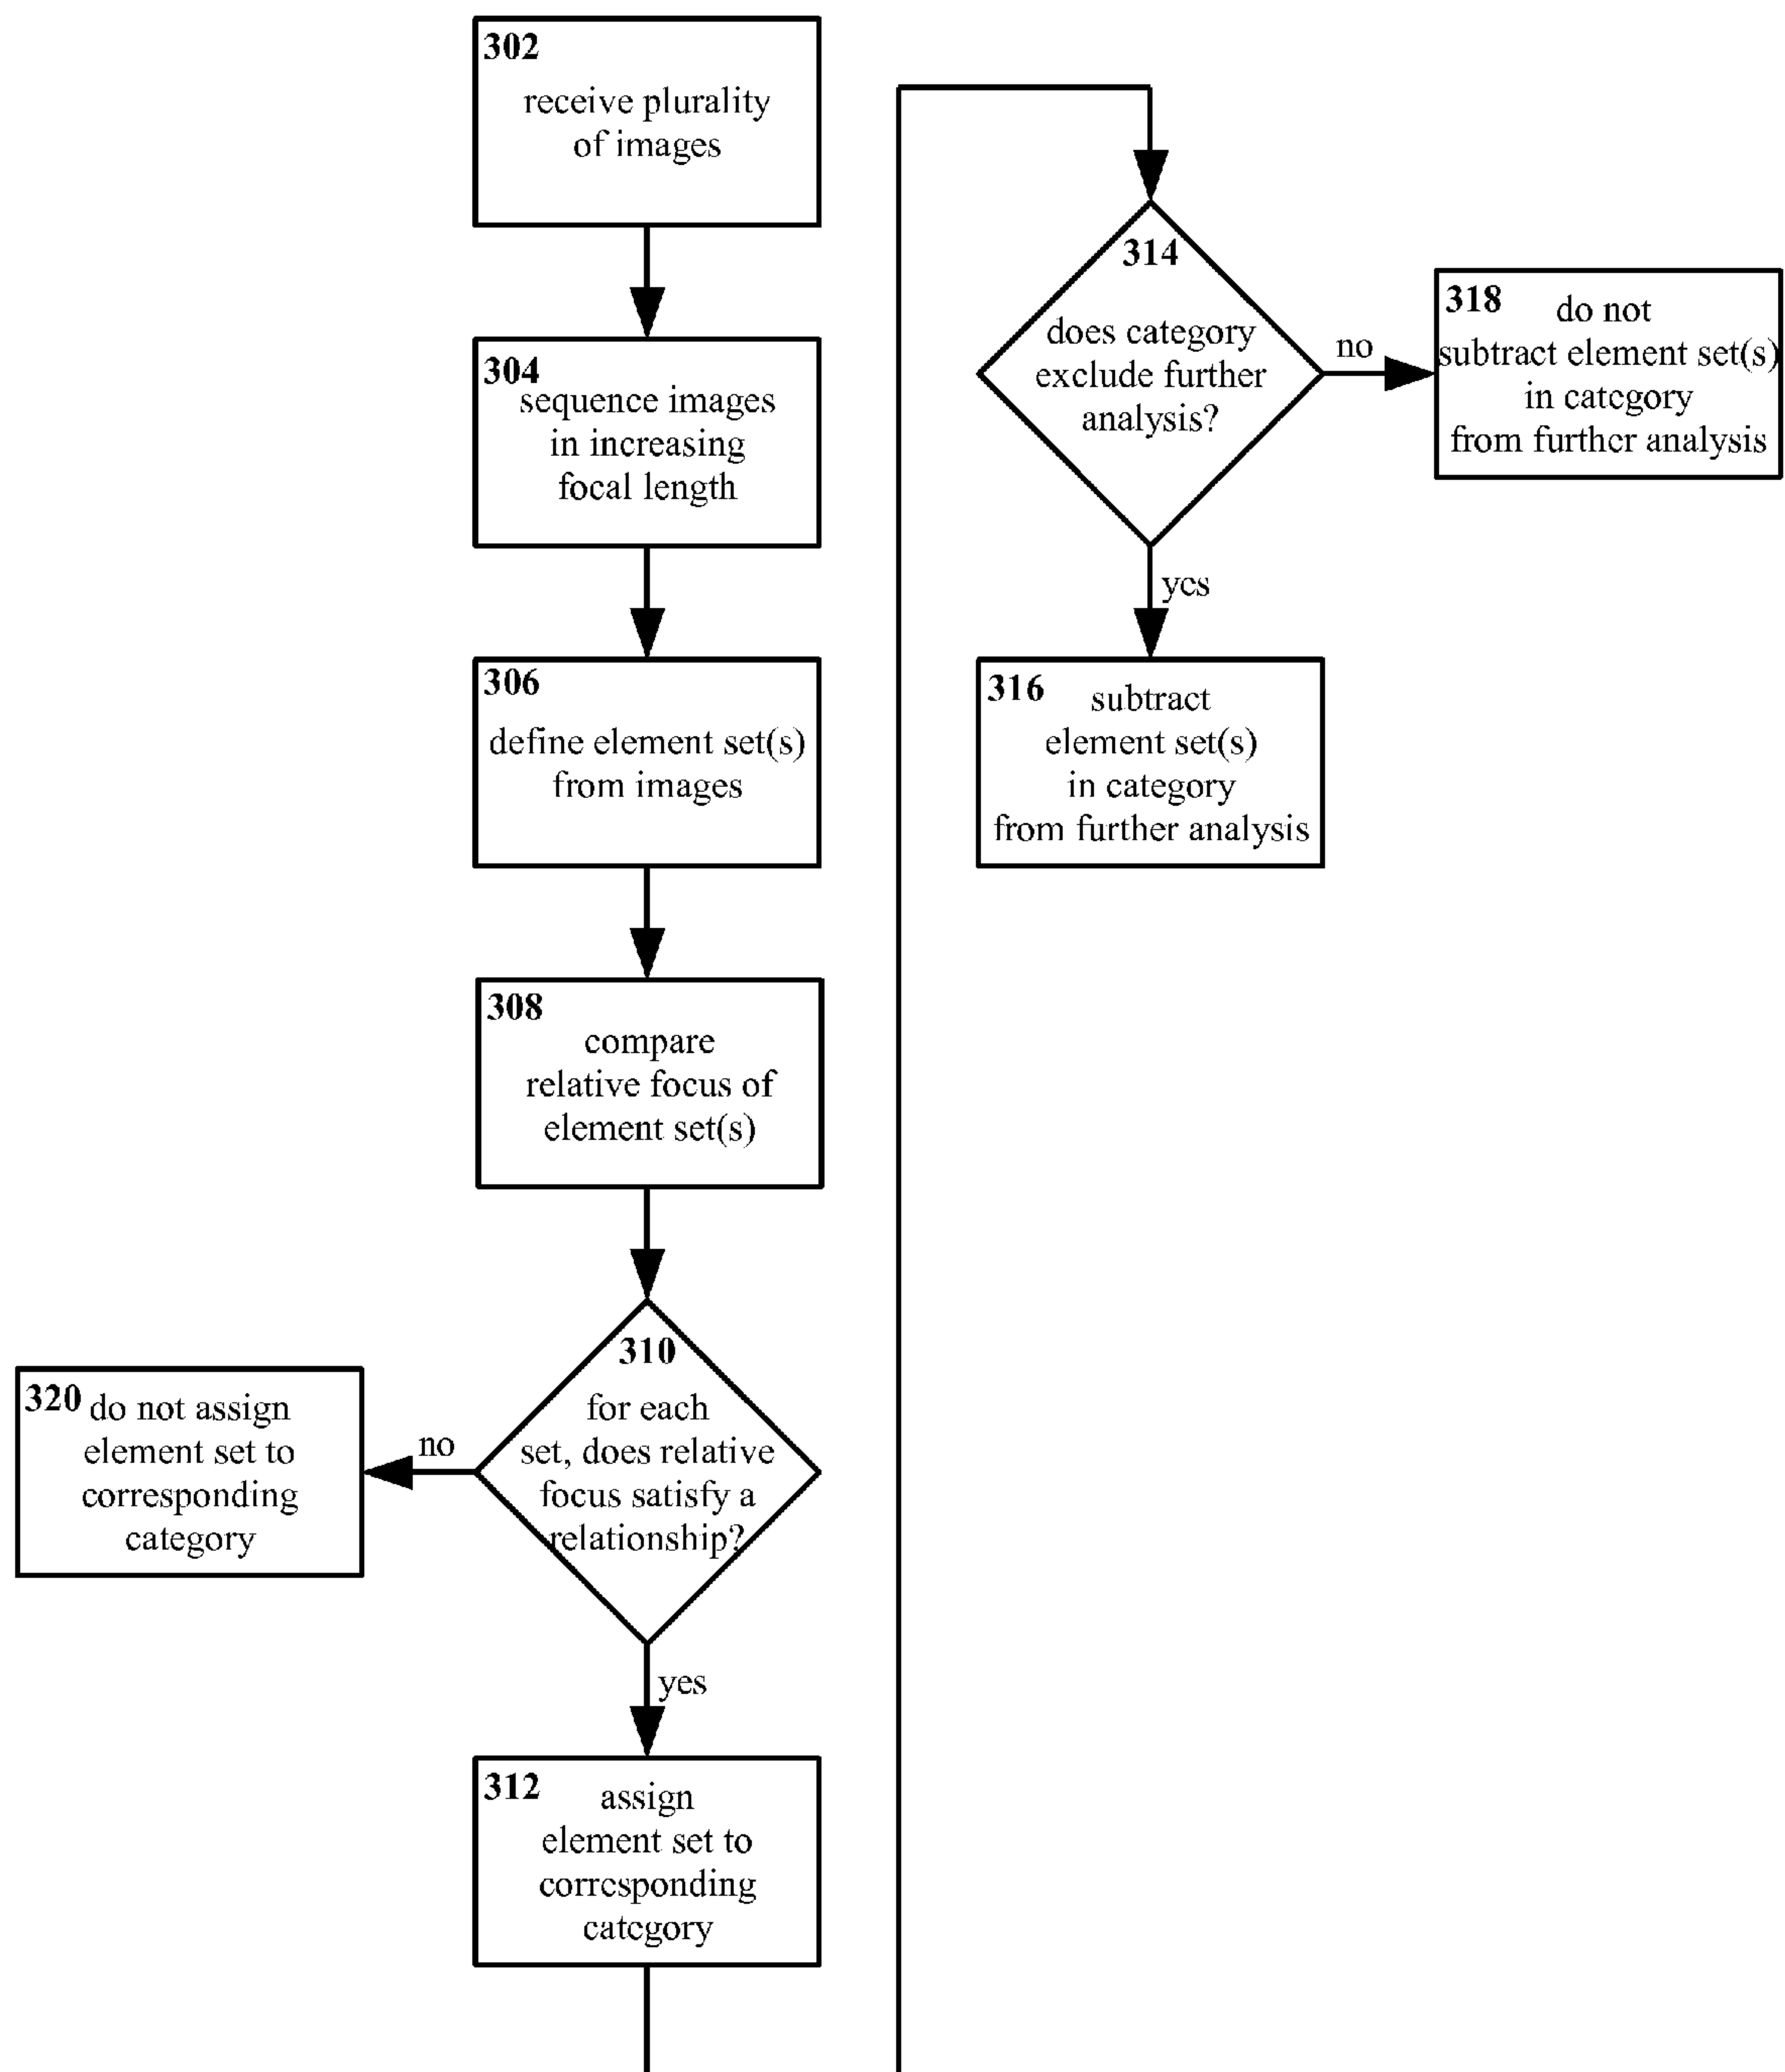 302
receive plurality
of images
304
sequence images
in increasing
focal length
306
define element set(s)
from images
308
compare
relative focus of
element set(s)
310
for each
set, does relative
focus satisfy a
relationship?
no
320 do not assign
element set to
corresponding
category
yes
312 assign
element set to
corresponding
category
314
does category
exclude further
analysis?
no
318 do not
subtract element set(s)
in category
from further analysis
yes
316 subtract
element set(s)
in category
from further analysis